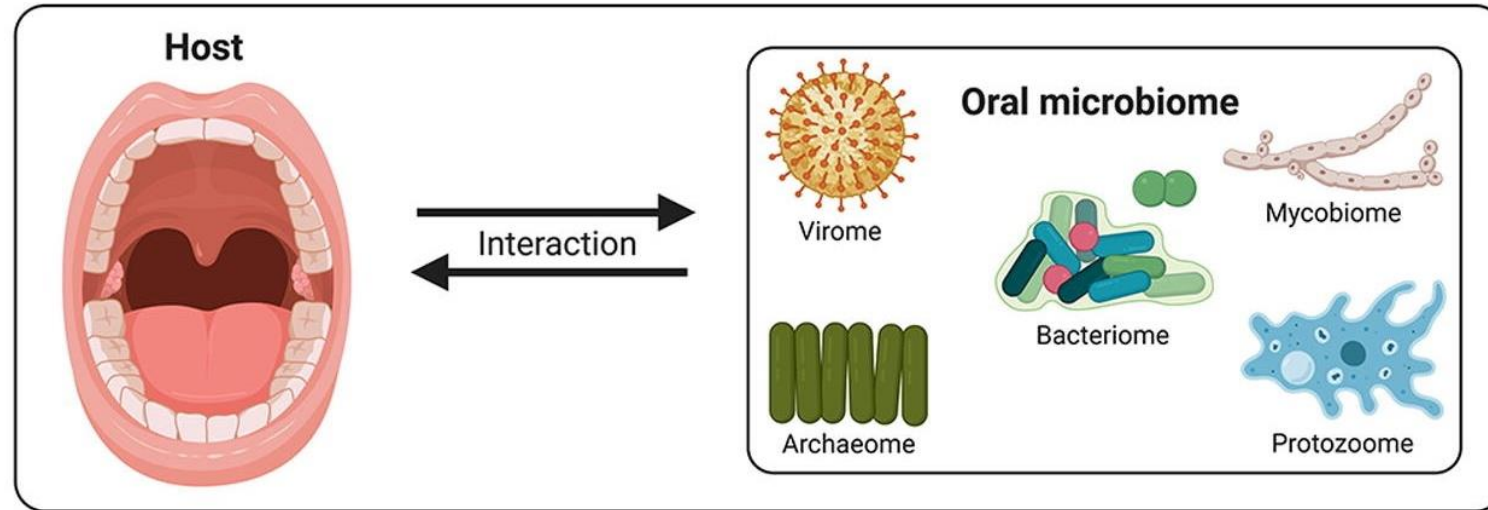 Host
Interaction
Oral microbiome
Virome
Mycobiome
Bacteriome
Archaeome
Protozoome